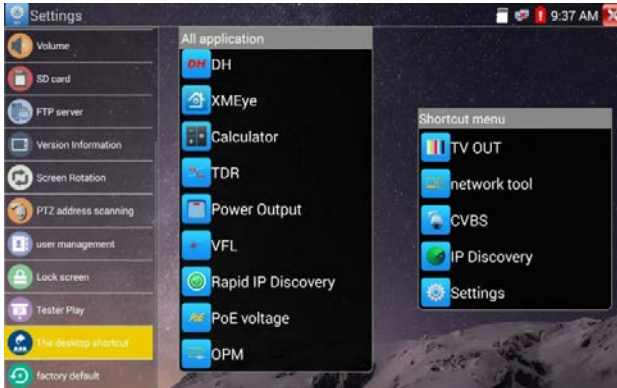 Settings
9:37 AM
Volume
SD card
FTP server
Version Information
Screen Rotation
PTZ address scanning
user management
Lock screen
Tester Play
The desktop shortcut
factory default
All application
DH DH
XMEye
Calculator
TDR
Power Output
VFL
Rapid IP Discovery
PoE voltage
OPM
Shortcut menu
TV OUT
network tool
CVBS
IP Discovery
Settings